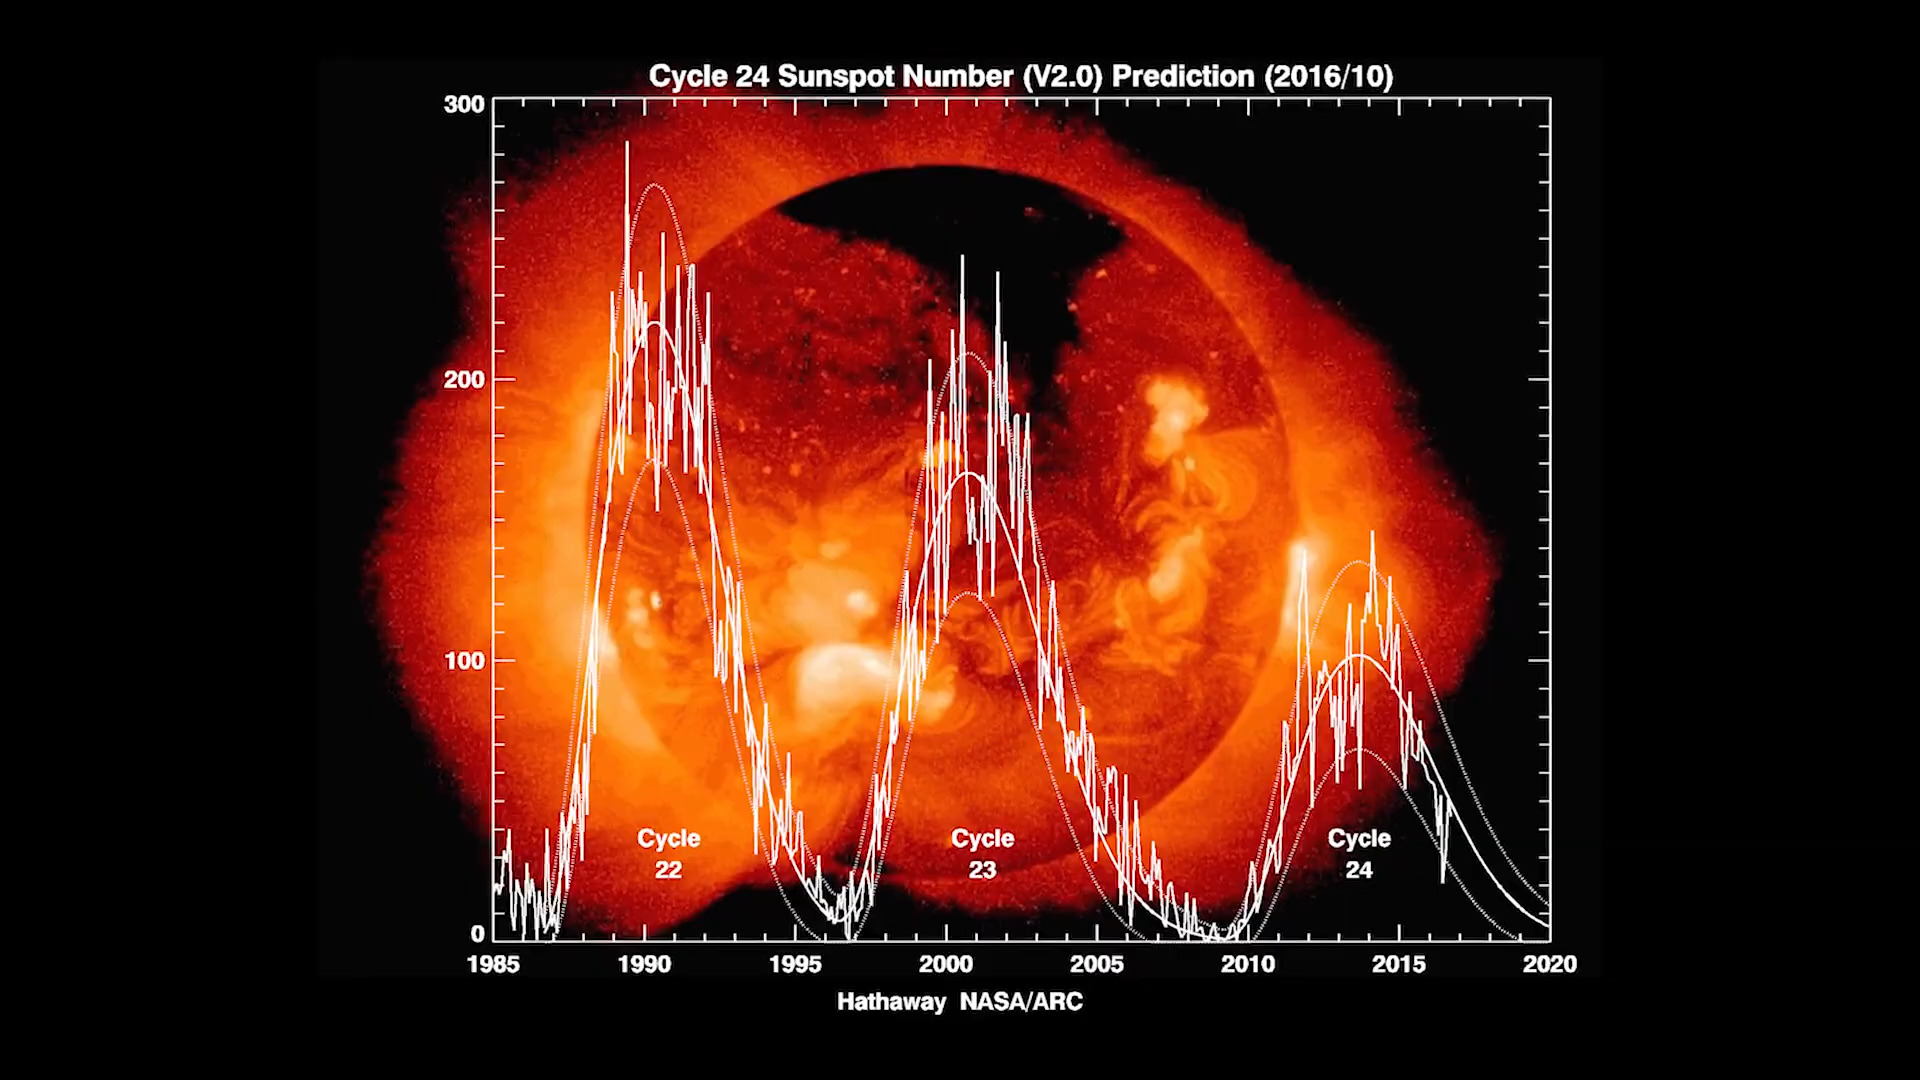 Cycle 24 Sunspot Number (V2.0) Prediction (2016/10)
300
200
100
0
Cycle
22
Cycle
23
Cycle
24
1985 1990 1995 2000 2005 2010 2015 2020
Hathaway NASA/ARC